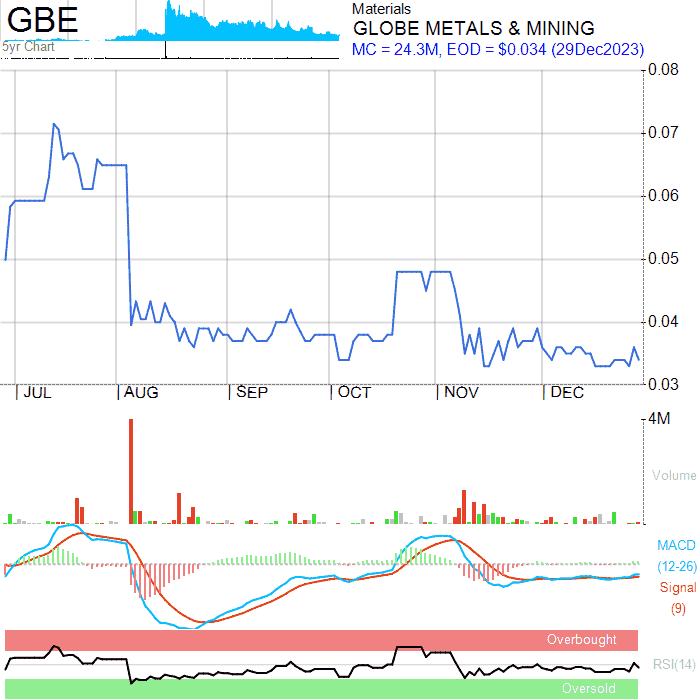 GBE
5yr Chart
Materials
GLOBE METALS & MINING
MC = 24.3M, EOD = $0.034 (29Dec2023)
0.08
0.07
0.06
0.05
0.04
0.03
JUL AUG SEP OCT NOV DEC
4M
Volume
MACD
(12-26)
Signal
(9)
Overbought
RSI(14)
Oversold